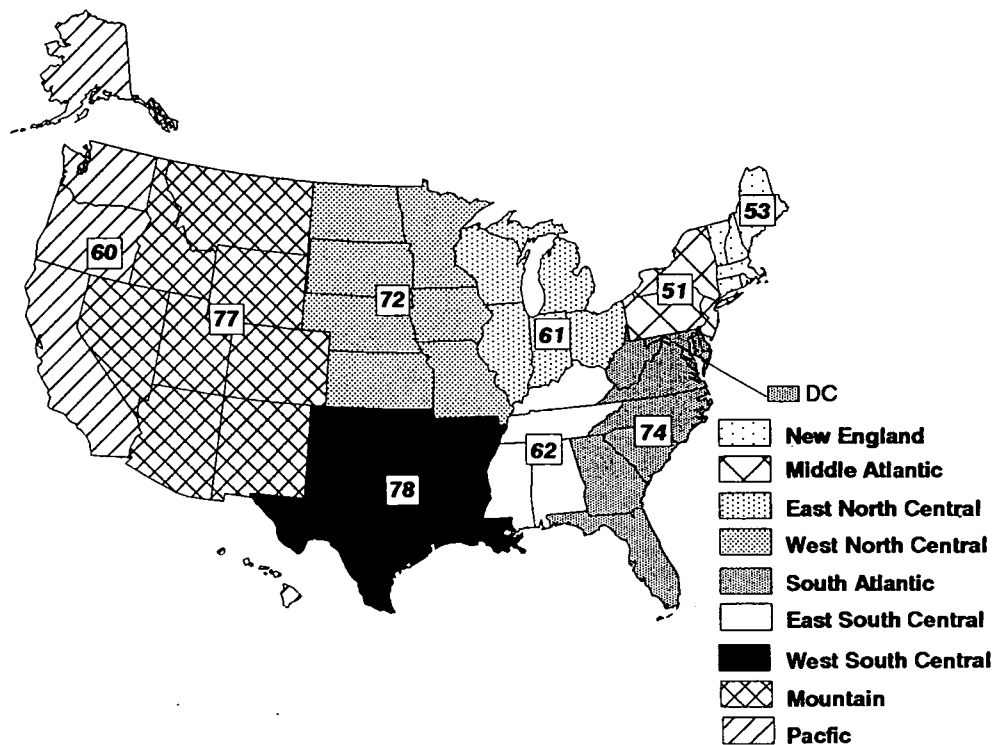 53
60
51
72
77
61
DC
74
New England
62
Middle Atlantic
78
East North Central
West North Central
South Atlantic
East South Central
West South Central
Mountain
Pacfic